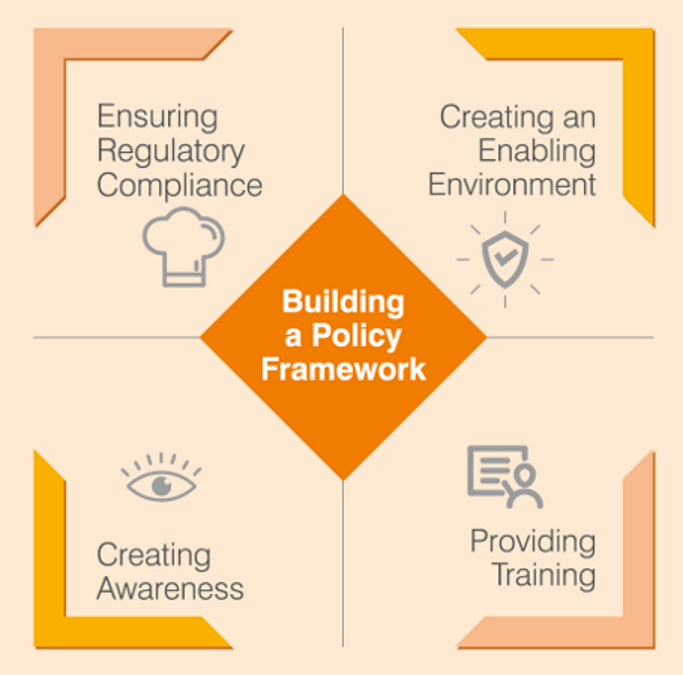 Ensuring
Regulatory
Compliance
Creating an
Enabling
Environment
Building
a Policy
Framework
Creating
Awareness
Providing
Training